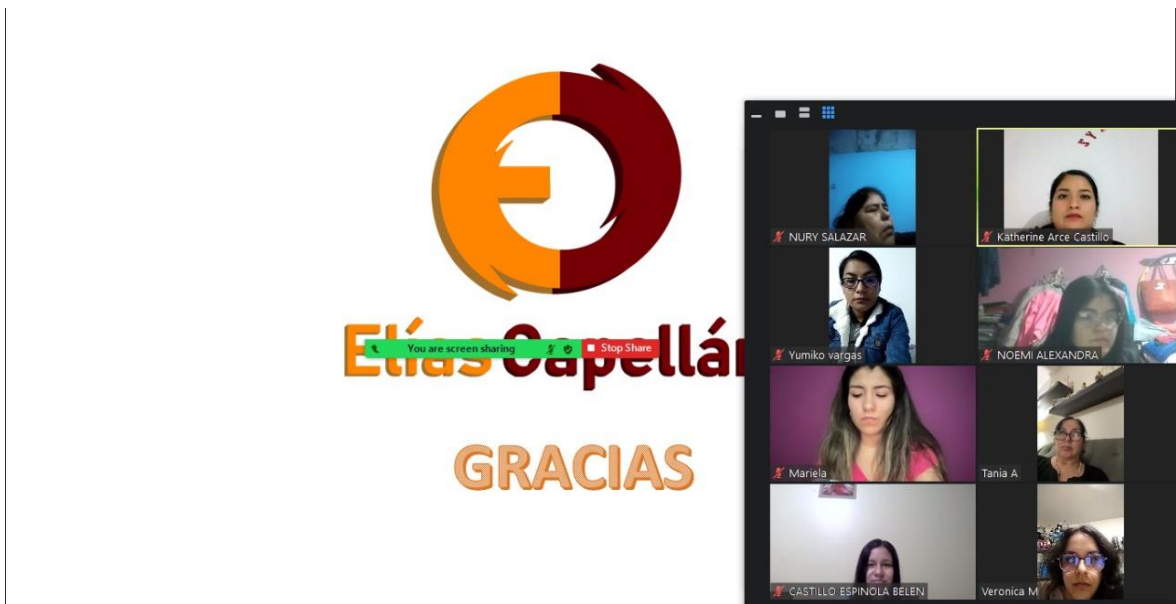 Elías Capellán
You are screen sharing
Stop Share
GRACIAS
NURY SALAZAR
Katherine Arce Castillo
Yumiko vargas
NOEMI ALEXANDRA
Mariela
Tania A
CASTILLO ESPINOLA BELEN
Veronica M